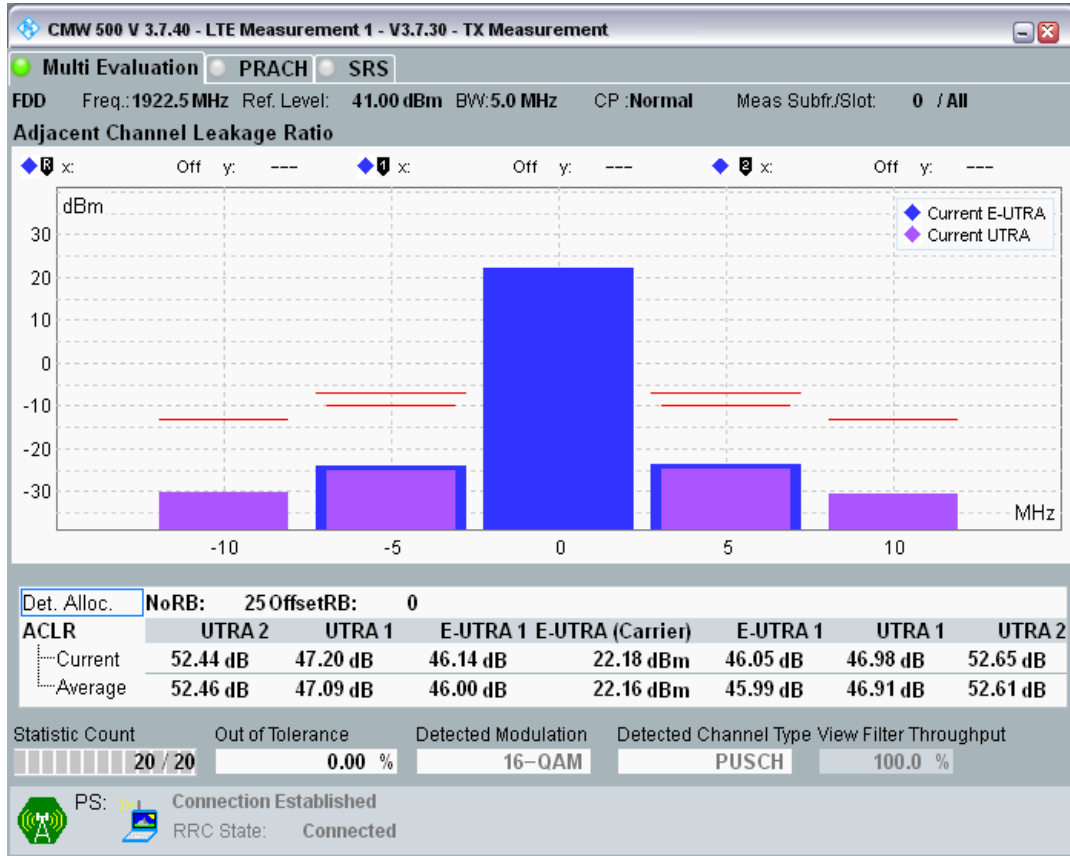 CMW 500 V 3.7.40 - LTE Measurement 1 - V3.7.30 - TX Measurement
Multi Evaluation PRACH SRS
FDD Freq.: 1922.5 MHz Ref. Level: 41.00 dBm BW: 5.0 MHz CP : Normal Meas Subfr./Slot: 0 / All
Adjacent Channel Leakage Ratio
R x: Off y: --- 1 x: Off y: --- 2 x: Off y: ---
dBm
Current E-UTRA
Current UTRA
30
20
10
0
-10
-20
-30
MHz
-10 -5 0 5 10
Det. Alloc. NoRB: 25 OffsetRB: 0
ACLR UTRA 2 UTRA 1 E-UTRA 1 E-UTRA (Carrier) E-UTRA 1 UTRA 1 UTRA 2
Current 52.44 dB 47.20 dB 46.14 dB 22.18 dBm 46.05 dB 46.98 dB 52.65 dB
Average 52.46 dB 47.09 dB 46.00 dB 22.16 dBm 45.99 dB 46.91 dB 52.61 dB
Statistic Count Out of Tolerance Detected Modulation Detected Channel Type View Filter Throughput
20 / 20 0.00 % 16-QAM PUSCH 100.0 %
PS: Connection Established
RRC State: Connected